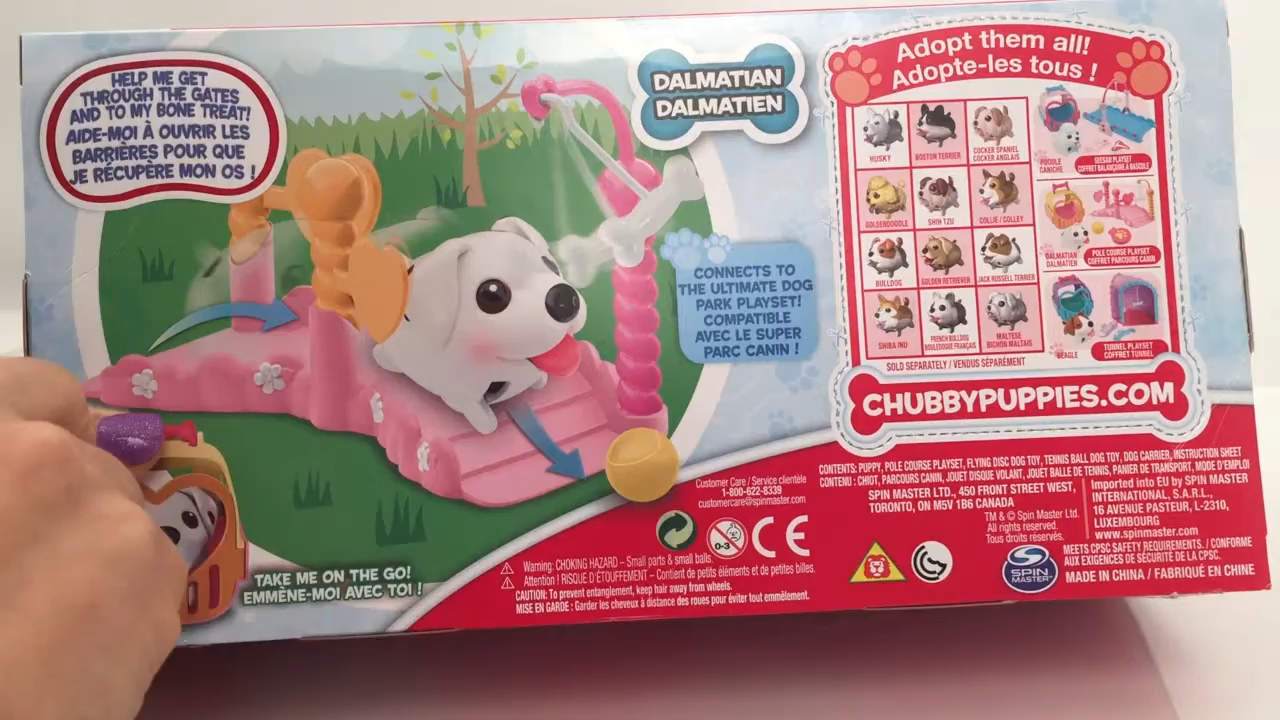 HELP ME GET
THROUGH THE GATES
AND TO MY BONE TREAT!
AIDE-MOI À OUVRIR LES
BARRIÈRES POUR QUE
JE RÉCUPÈRE MON OS !
DALMATIAN
DALMATIEN
CONNECTS TO
THE ULTIMATE DOG
PARK PLAYSET!
COMPATIBLE
AVEC LE SUPER
PARC CANIN !
TAKE ME ON THE GO!
EMMÈNE-MOI AVEC TOI !
Adopt them all!
Adopte-les tous !
HUSKY
BOSTON TERRIER
COCKER SPANIEL
COCKER ANGLAIS
GOLDENDOODLE
SHIH TZU
COLLIE / COLLEY
BULLDOG
GOLDEN RETRIEVER
JACK RUSSELL TERRIER
SHIBA INU
FRENCH BULLDOG
BOULEDOGUE FRANÇAIS
MALTESE
BICHON MALTAIS
POODLE
CANICHE
SEESAW PLAYSET
COFFRET BALANÇOIRE À BASCULE
DALMATIAN
DALMATIEN
POLE COURSE PLAYSET
COFFRET PARCOURS CANIN
BEAGLE
TUNNEL PLAYSET
COFFRET TUNNEL
SOLD SEPARATELY / VENDUS SÉPARÉMENT
CHUBBYPUPPIES.COM
CONTENTS: PUPPY, POLE COURSE PLAYSET, FLYING DISC DOG TOY, TENNIS BALL DOG TOY, DOG CARRIER, INSTRUCTION SHEET
CONTENU : CHIOT, PARCOURS CANIN, JOUET DISQUE VOLANT, JOUET BALLE DE TENNIS, PANIER DE TRANSPORT, MODE D'EMPLOI
SPIN MASTER LTD., 450 FRONT STREET WEST,
TORONTO, ON M5V 1B6 CANADA
TM & © Spin Master Ltd.
All rights reserved.
Tous droits réservés.
Imported into EU by SPIN MASTER
INTERNATIONAL, S.A.R.L.,
16 AVENUE PASTEUR, L-2310,
LUXEMBOURG
www.spinmaster.com
MEETS CPSC SAFETY REQUIREMENTS. / CONFORME
AUX EXIGENCES DE SÉCURITÉ DE LA CPSC.
MADE IN CHINA / FABRIQUÉ EN CHINE
SPIN
MASTER
Customer Care / Service clientèle
1-800-622-8339
customercare@spinmaster.com
0-3
CE
Warning: CHOKING HAZARD – Small parts & small balls.
Attention ! RISQUE D'ÉTOUFFEMENT – Contient de petits éléments et de petites billes.
CAUTION: To prevent entanglement, keep hair away from wheels.
MISE EN GARDE : Garder les cheveux à distance des roues pour éviter tout emmêlement.